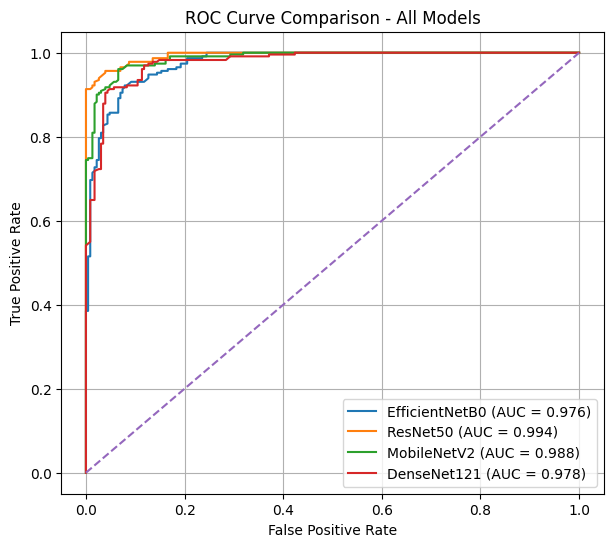 ROC Curve Comparison - All Models
True Positive Rate
1.0
0.8
0.6
0.4
0.2
0.0
EfficientNetB0 (AUC = 0.976)
ResNet50 (AUC = 0.994)
MobileNetV2 (AUC = 0.988)
DenseNet121 (AUC = 0.978)
0.0 0.2 0.4 0.6 0.8 1.0
False Positive Rate